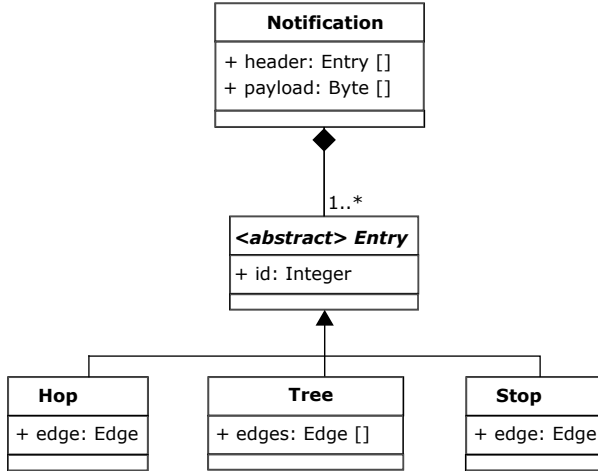 Notification
+ header: Entry []
+ payload: Byte []
1..*
<abstract> Entry
+ id: Integer
Hop
+ edge: Edge
Tree
+ edges: Edge []
Stop
+ edge: Edge